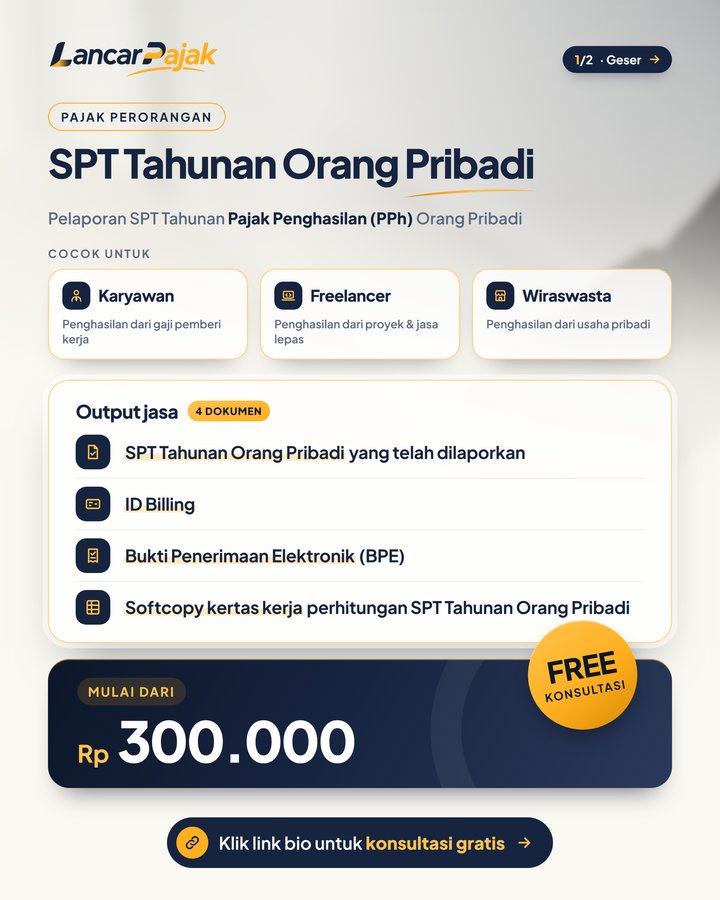 LancarPajak
1/2 · Geser →
PAJAK PERORANGAN
SPT Tahunan Orang Pribadi
Pelaporan SPT Tahunan Pajak Penghasilan (PPh) Orang Pribadi
COCOK UNTUK
Karyawan
Penghasilan dari gaji pemberi
kerja
Freelancer
Penghasilan dari proyek & jasa
lepas
Wiraswasta
Penghasilan dari usaha pribadi
Output jasa
4 DOKUMEN
SPT Tahunan Orang Pribadi yang telah dilaporkan
ID Billing
Bukti Penerimaan Elektronik (BPE)
Softcopy kertas kerja perhitungan SPT Tahunan Orang Pribadi
FREE
KONSULTASI
MULAI DARI
Rp 300.000
Klik link bio untuk konsultasi gratis →